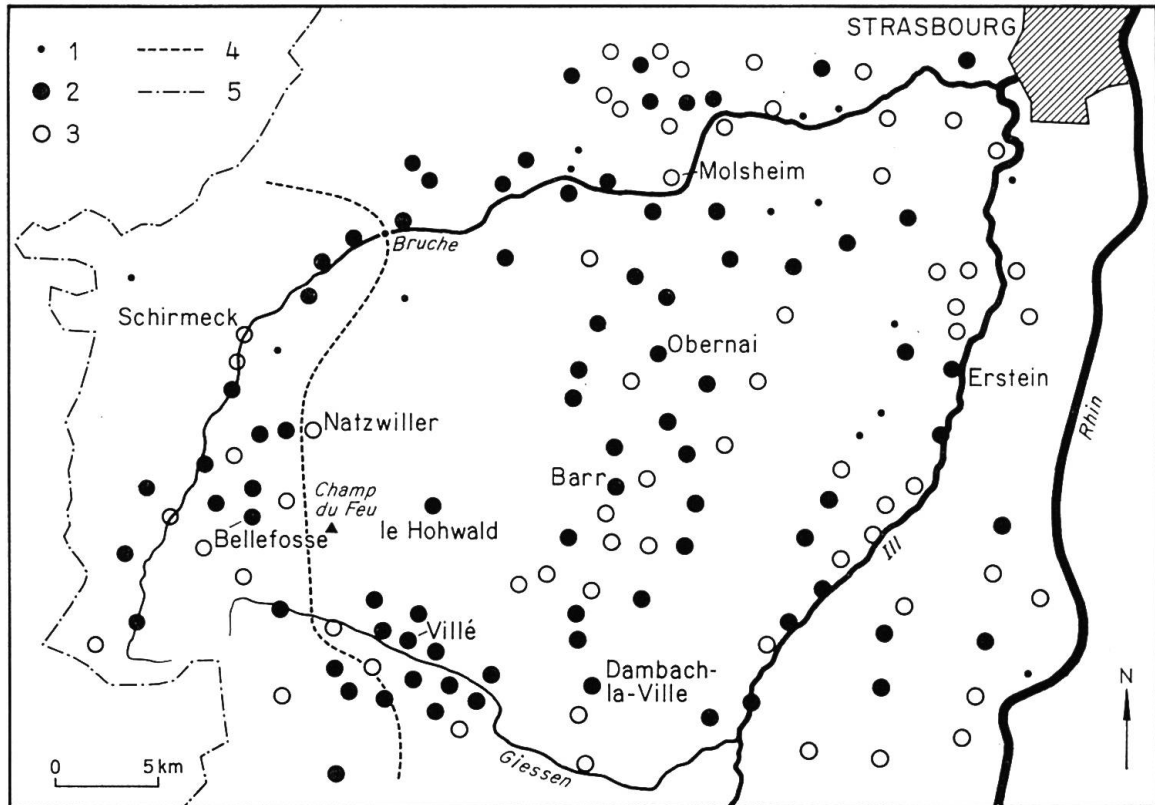 STRASBOURG
1
2
3
4
5
Molsheim
Bruche
Schirmeck
Obernai
Erstein
Rhin
Natzwiller
Barr
Champ
du Feu
le Hohwald
Bellefosse
Ill
Villé
Dambach-
la-Ville
N
0 5 km
Giessen